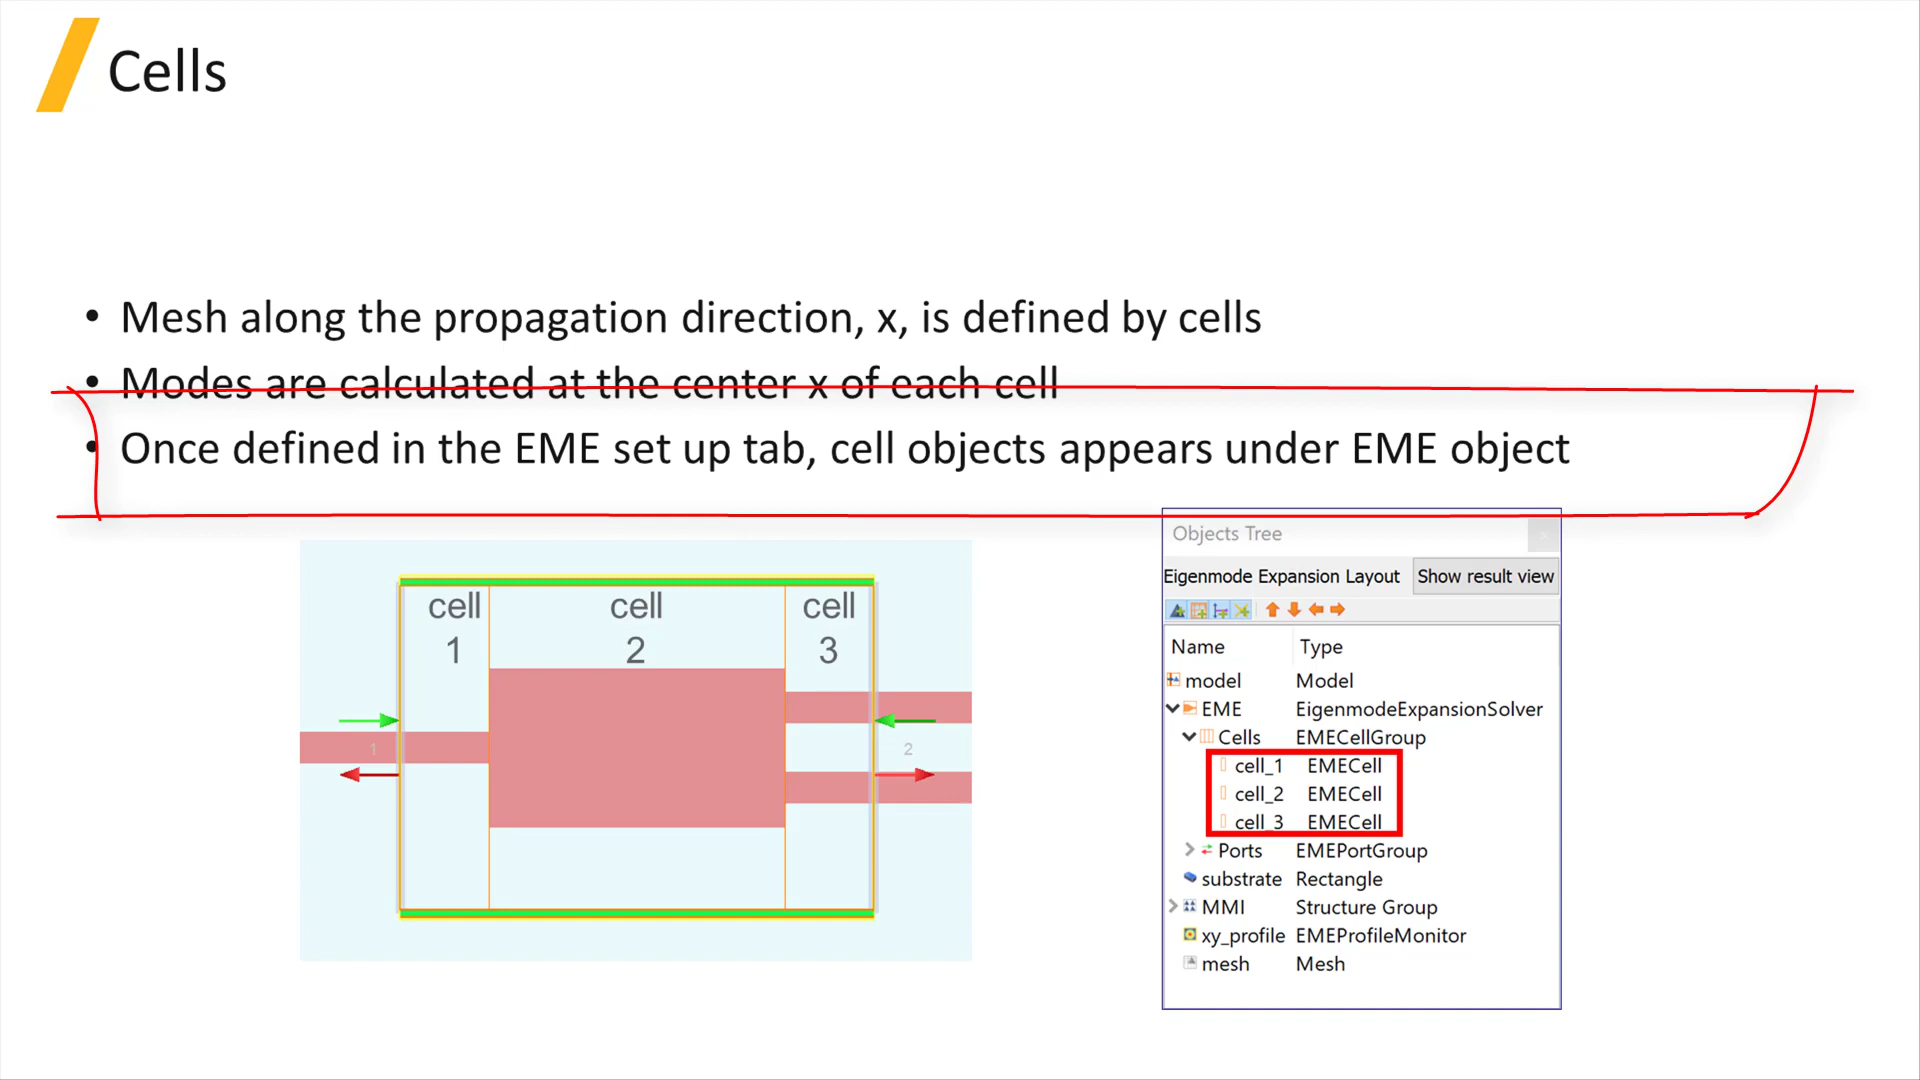 Cells
• Mesh along the propagation direction, x, is defined by cells
• Modes are calculated at the center x of each cell
• Once defined in the EME set up tab, cell objects appears under EME object
cell 1
cell 2
cell 3
1
2
Objects Tree
Eigenmode Expansion Layout Show result view
Name Type
model Model
EME EigenmodeExpansionSolver
Cells EMECellGroup
cell_1 EMECell
cell_2 EMECell
cell_3 EMECell
Ports EMEPortGroup
substrate Rectangle
MMI Structure Group
xy_profile EMEProfileMonitor
mesh Mesh